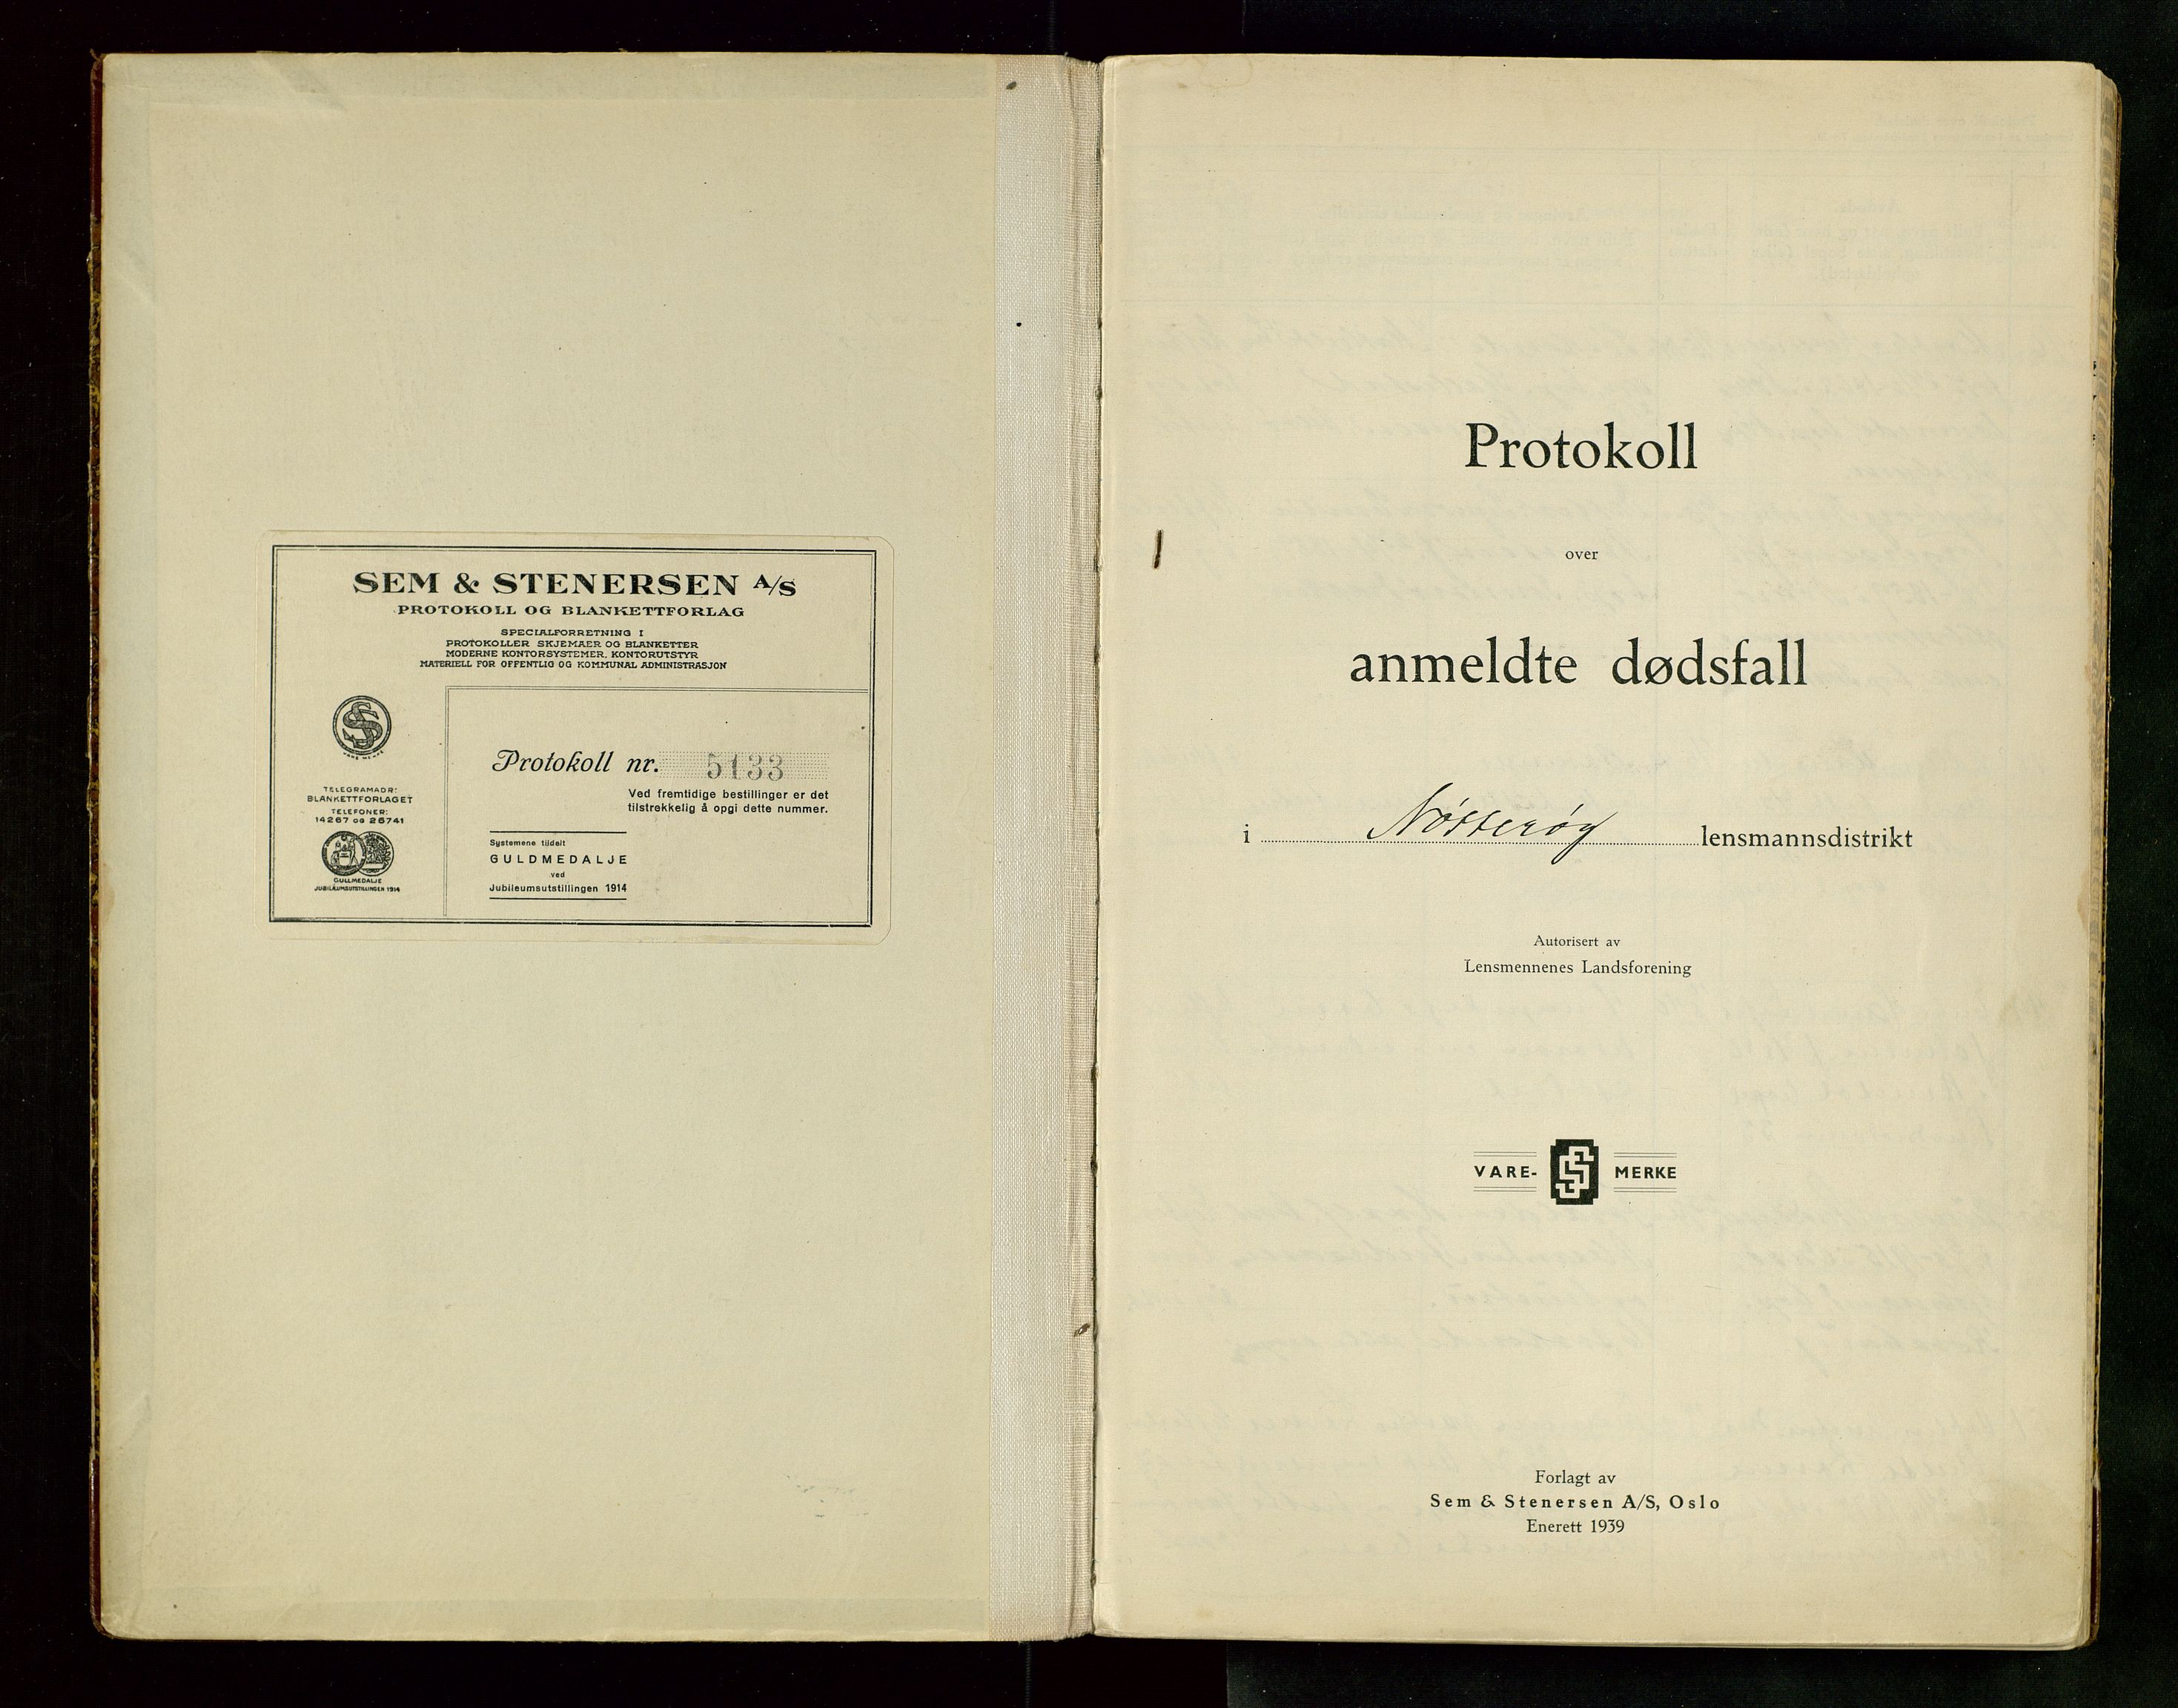 SEM & STENERSEN A/S
PROTOKOLL OG BLANKETTFORLAG
SPECIALFORRETNING I
PROTOKOLLER SKJEMAER OG BLANKETTER
MODERNE KONTORSYSTEMER, KONTORUTSTYR
MATERIELL FOR OFFENTLIG OG KOMMUNAL ADMINISTRASJON
TELEGRAMADR:
BLANKETTFORLAGET
TELEFONER:
14267 OG 26741
GULLMEDALJE
JUBILÆUMSUTSTILLINGEN 1914
Protokoll nr. 5133
Ved fremtidige bestillinger er det
tilstrekkelig å opgi dette nummer.
Systemene tildelt
GULDMEDALJE
ved
Jubileumsutstillingen 1914
Protokoll
over
anmeldte dødsfall
i Nøtterøy lensmannsdistrikt
Autorisert av
Lensmennenes Landsforening
VARE- MERKE
Forlagt av
Sem & Stenersen A/S, Oslo
Enerett 1939